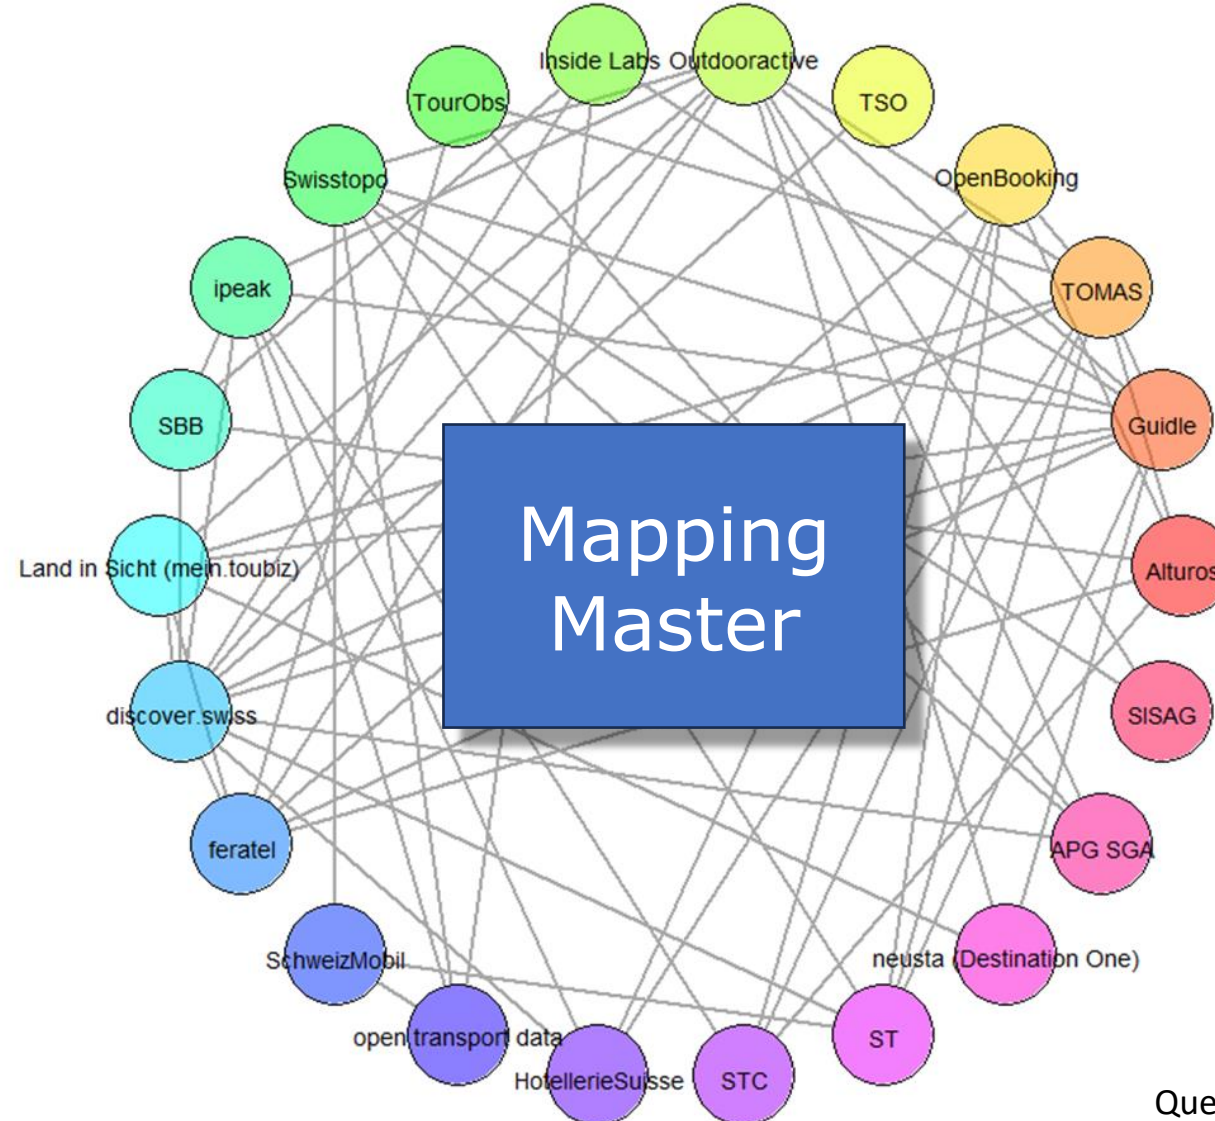 Inside Labs
Outdooractive
TourObs
TSO
Swisstopo
OpenBooking
ipeak
TOMAS
SBB
Guidle
Mapping
Master
Land in Sicht (mein.toubiz)
Alturos
discover.swiss
SISAG
feratel
APG SGA
SchweizMobil
neusta (Destination One)
open transport data
ST
HotellerieSuisse
STC
Que